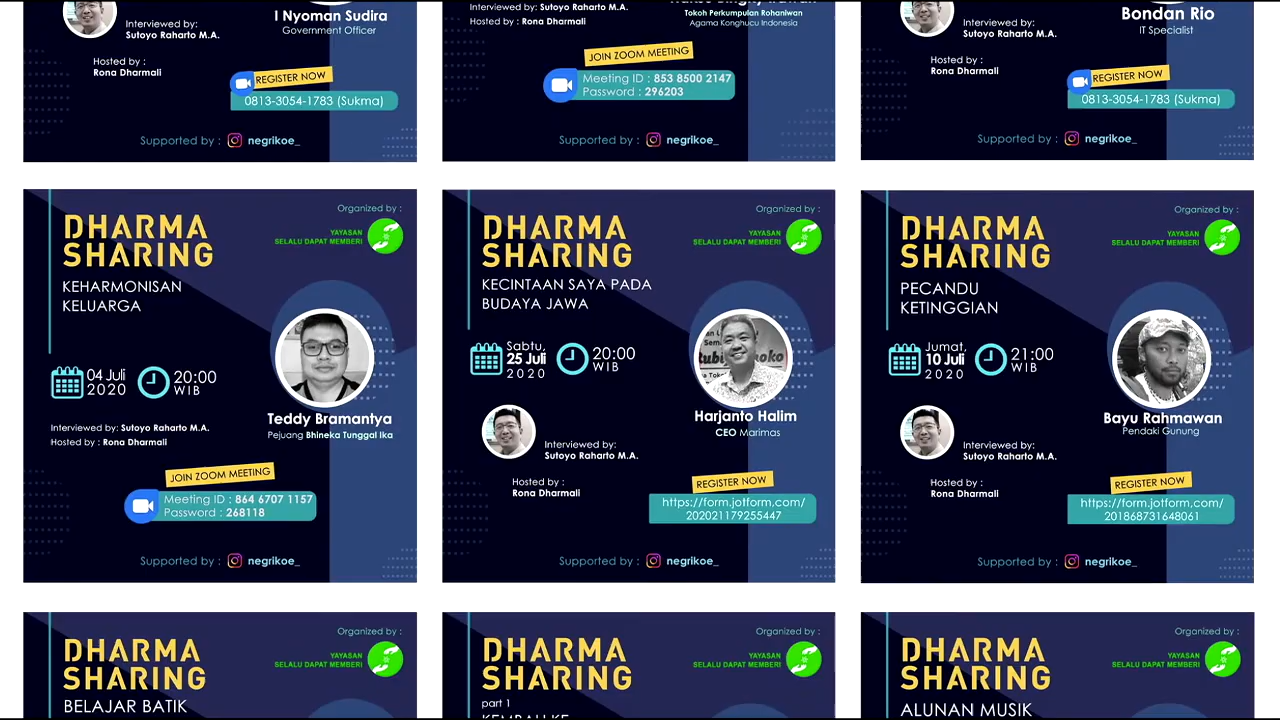 Interviewed by:
Sutoyo Raharto M.A.
Hosted by :
Rona Dharmali
I Nyoman Sudira
Government Officer
REGISTER NOW
0813-3054-1783 (Sukma)
Supported by : negrikoe_
Interviewed by: Sutoyo Raharto M.A.
Hosted by : Rona Dharmali
Tokoh Perkumpulan Rohaniwan
Agama Konghucu Indonesia
JOIN ZOOM MEETING
Meeting ID : 853 8500 2147
Password : 296203
Supported by : negrikoe_
Interviewed by:
Sutoyo Raharto M.A.
Hosted by :
Rona Dharmali
Bondan Rio
IT Specialist
REGISTER NOW
0813-3054-1783 (Sukma)
Supported by : negrikoe_
Organized by :
YAYASAN
SELALU DAPAT MEMBERI
DHARMA
SHARING
KEHARMONISAN
KELUARGA
04 Juli
2020
20:00
WIB
Teddy Bramantya
Pejuang Bhineka Tunggal Ika
Interviewed by: Sutoyo Raharto M.A.
Hosted by : Rona Dharmali
JOIN ZOOM MEETING
Meeting ID : 864 6707 1157
Password : 268118
Supported by : negrikoe_
Organized by :
YAYASAN
SELALU DAPAT MEMBERI
DHARMA
SHARING
KECINTAAN SAYA PADA
BUDAYA JAWA
Sabtu,
25 Juli
2020
20:00
WIB
Harjanto Halim
CEO Marimas
Interviewed by:
Sutoyo Raharto M.A.
Hosted by :
Rona Dharmali
REGISTER NOW
https://form.jotform.com/
202021179255447
Supported by : negrikoe_
Organized by :
YAYASAN
SELALU DAPAT MEMBERI
DHARMA
SHARING
PECANDU
KETINGGIAN
Jumat,
10 Juli
2020
21:00
WIB
Bayu Rahmawan
Pendaki Gunung
Interviewed by:
Sutoyo Raharto M.A.
Hosted by :
Rona Dharmali
REGISTER NOW
https://form.jotform.com/
201868731648061
Supported by : negrikoe_
Organized by :
YAYASAN
SELALU DAPAT MEMBERI
DHARMA
SHARING
BELAJAR BATIK
Organized by :
YAYASAN
SELALU DAPAT MEMBERI
DHARMA
SHARING
part 1
KEMBALI KE
Organized by :
YAYASAN
SELALU DAPAT MEMBERI
DHARMA
SHARING
ALUNAN MUSIK